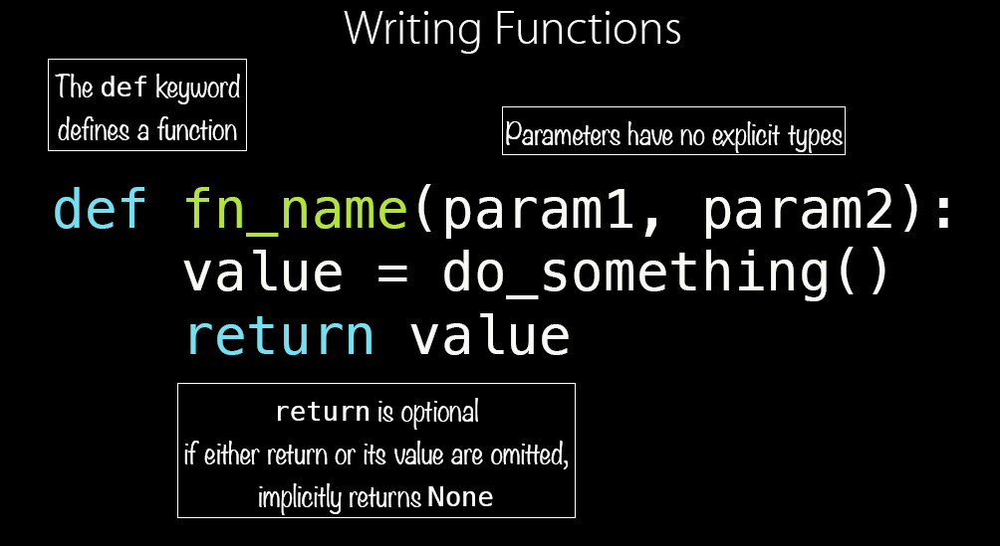 Writing Functions
The def keyword
defines a function
Parameters have no explicit types
def fn_name(param1, param2):
    value = do_something()
    return value
return is optional
if either return or its value are omitted,
implicitly returns None